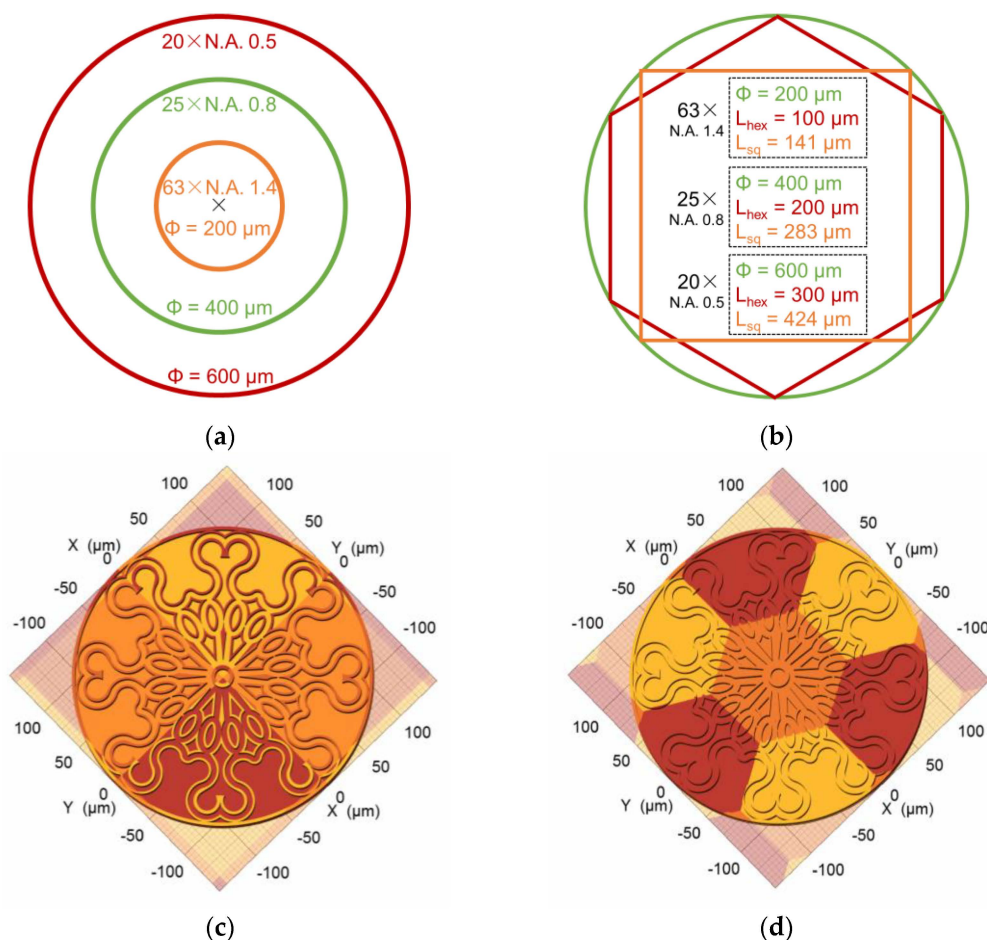 20×N.A. 0.5
25×N.A. 0.8
63×N.A. 1.4
×
Φ = 200 µm
Φ = 400 µm
Φ = 600 µm
(a)
63×
N.A. 1.4
Φ = 200 µm
L_hex = 100 µm
L_sq = 141 µm
25×
N.A. 0.8
Φ = 400 µm
L_hex = 200 µm
L_sq = 283 µm
20×
N.A. 0.5
Φ = 600 µm
L_hex = 300 µm
L_sq = 424 µm
(b)
100 100
50 50
X (µm) 0 Y 0 (µm)
-50 -50
-100 -100
100 100
50 50
Y (µm) 0 0 X (µm)
-50 -50
-100 -100
(c)
100 100
50 50
X (µm) 0 Y 0 (µm)
-50 -50
-100 -100
100 100
50 50
Y (µm) 0 0 X (µm)
-50 -50
-100 -100
(d)